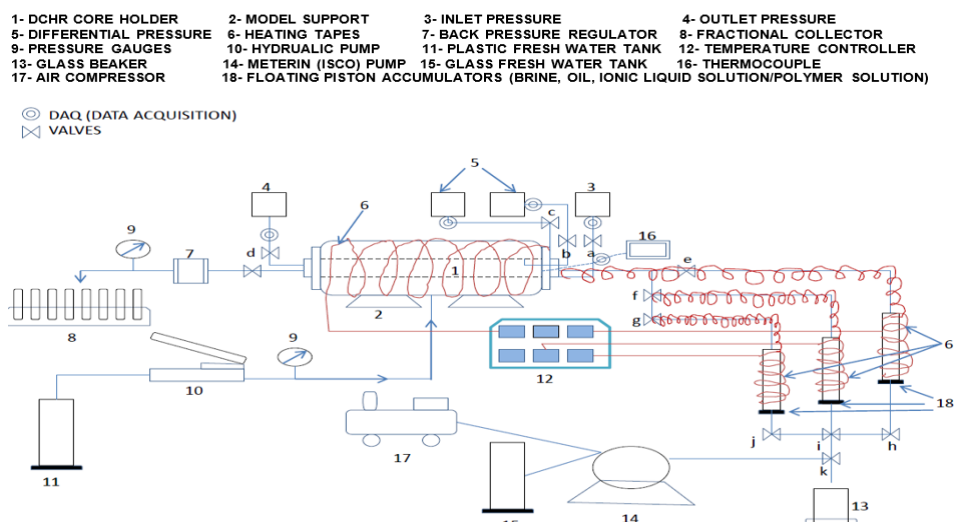 1- DCHR CORE HOLDER 2- MODEL SUPPORT 3- INLET PRESSURE 4- OUTLET PRESSURE
5- DIFFERENTIAL PRESSURE 6- HEATING TAPES 7- BACK PRESSURE REGULATOR 8- FRACTIONAL COLLECTOR
9- PRESSURE GAUGES 10- HYDRUALIC PUMP 11- PLASTIC FRESH WATER TANK 12- TEMPERATURE CONTROLLER
13- GLASS BEAKER 14- METERIN (ISCO) PUMP 15- GLASS FRESH WATER TANK 16- THERMOCOUPLE
17- AIR COMPRESSOR 18- FLOATING PISTON ACCUMULATORS (BRINE, OIL, IONIC LIQUID SOLUTION/POLYMER SOLUTION)
DAQ (DATA ACQUISITION)
VALVES
5
4 3
6
c
9 16
7 d b a e
1
f
2 g
8
9 6
12
10
18
j i h
17 k
11
13
14